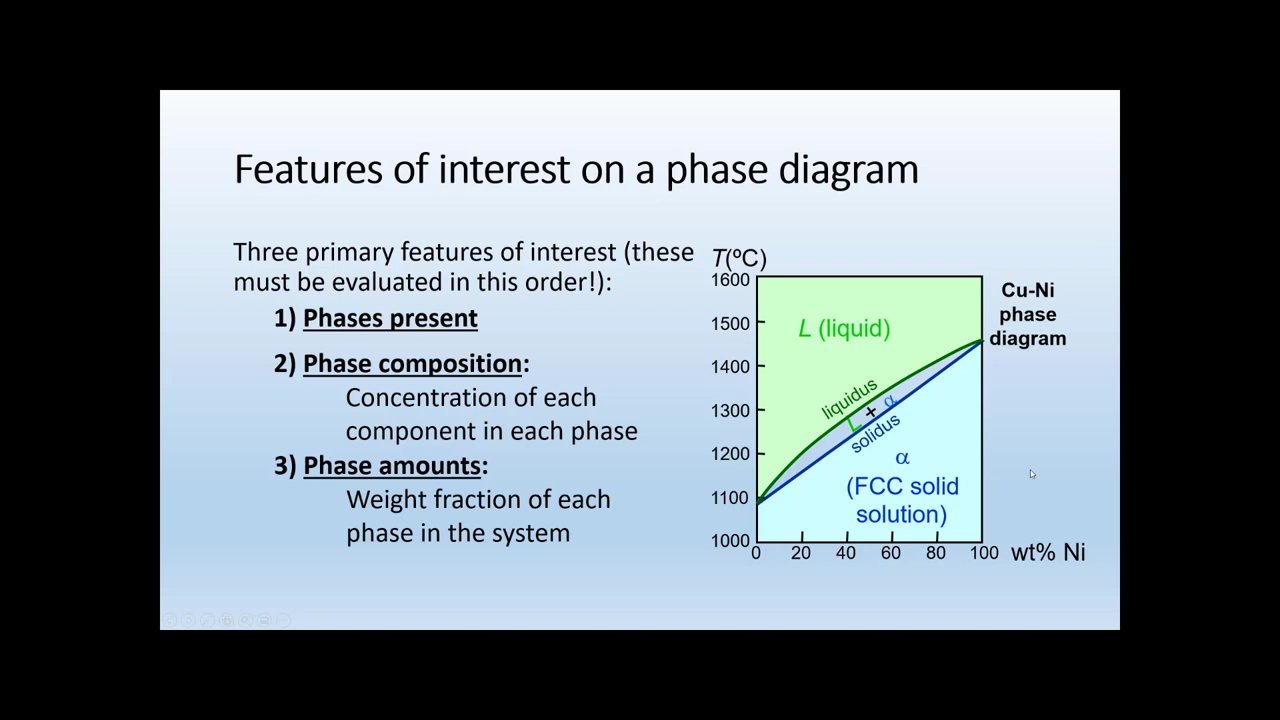 Features of interest on a phase diagram
Three primary features of interest (these
must be evaluated in this order!):
1) Phases present
2) Phase composition:
Concentration of each
component in each phase
3) Phase amounts:
Weight fraction of each
phase in the system
T(ºC)
1600
1500
1400
1300
1200
1100
1000
0 20 40 60 80 100 wt% Ni
L (liquid)
liquidus
L + α
solidus
α
(FCC solid
solution)
Cu-Ni
phase
diagram